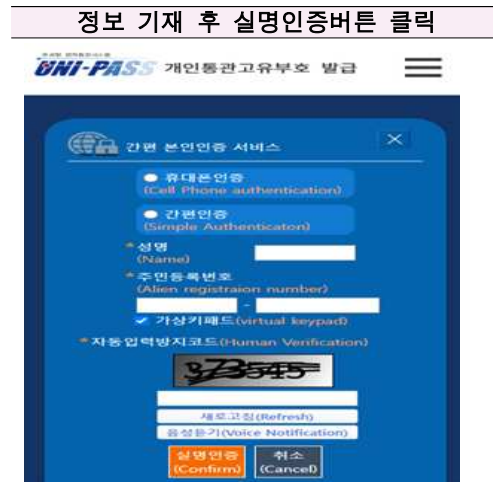 정보 기재 후 실명인증버튼 클릭
UNI-PASS 개인통관고유부호 발급
간편 본인인증 서비스
휴대폰인증
(Cell Phone authentication)
간편인증
(Simple Authenticaton)
*성명
(Name)
*주민등록번호
(Alien registraion number)
-
가상키패드(virtual keypad)
*자동입력방지코드(Human Verification)
373545
새로고침(Refresh)
음성듣기(Voice Notification)
실명인증 취소
(Confirm) (Cancel)